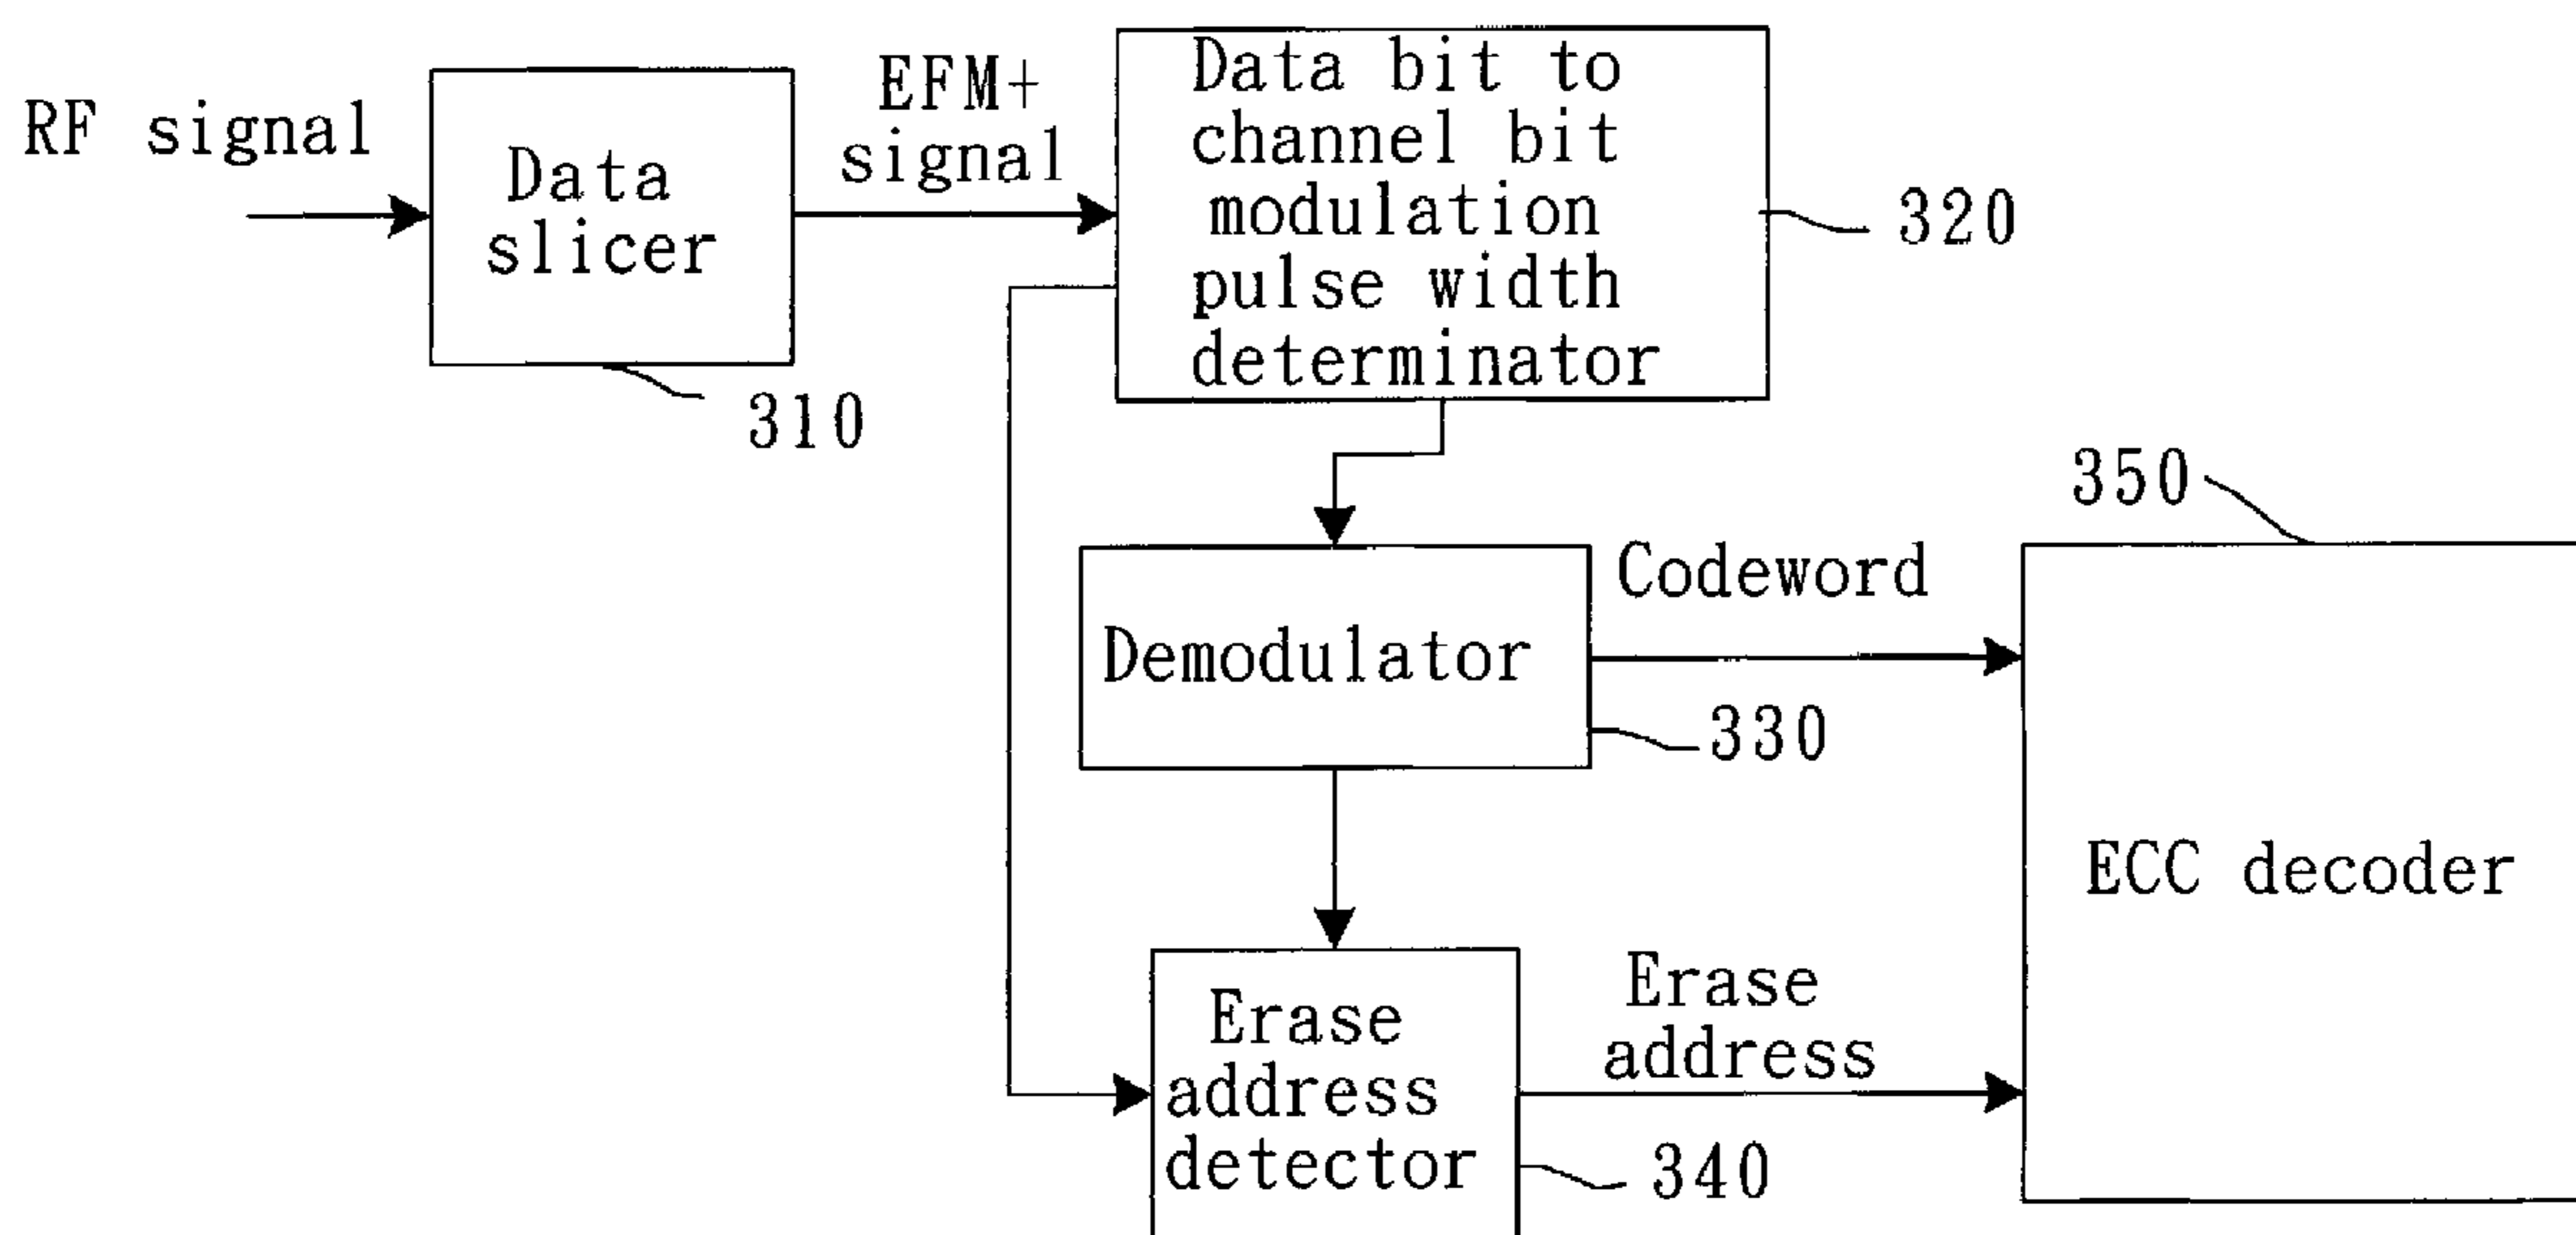 RF signal
Data
slicer
310
EFM+
signal
Data bit to
channel bit
modulation
pulse width
determinator
320
Demodulator
330
Codeword
350
ECC decoder
Erase
address
detector
340
Erase
address